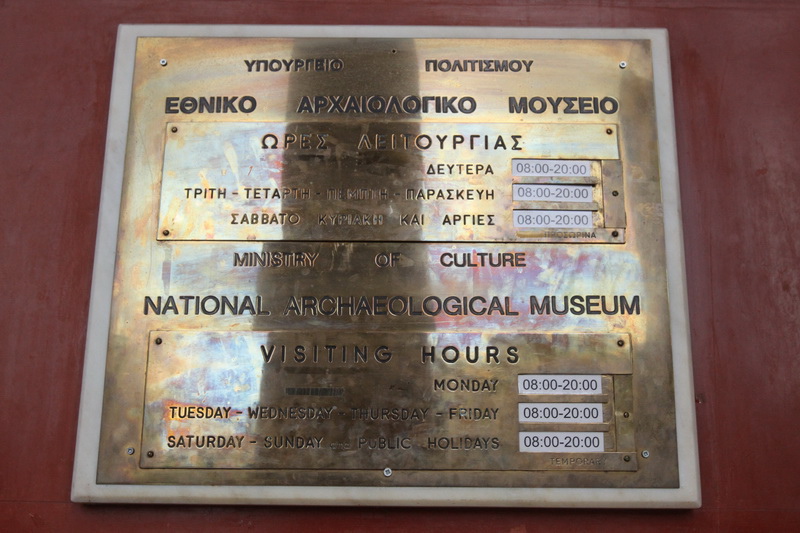 ΥΠΟΥΡΓΕΙΟ ΠΟΛΙΤΙΣΜΟΥ
ΕΘΝΙΚΟ ΑΡΧΑΙΟΛΟΓΙΚΟ ΜΟΥΣΕΙΟ
ΩΡΕΣ ΛΕΙΤΟΥΡΓΙΑΣ
ΔΕΥΤΕΡΑ 08:00-20:00
ΤΡΙΤΗ - ΤΕΤΑΡΤΗ - ΠΕΜΠΤΗ - ΠΑΡΑΣΚΕΥΗ 08:00-20:00
ΣΑΒΒΑΤΟ ΚΥΡΙΑΚΗ ΚΑΙ ΑΡΓΙΕΣ 08:00-20:00
ΠΡΟΣΩΡΙΝΑ
MINISTRY OF CULTURE
NATIONAL ARCHAEOLOGICAL MUSEUM
VISITING HOURS
MONDAY 08:00-20:00
TUESDAY - WEDNESDAY - THURSDAY - FRIDAY 08:00-20:00
SATURDAY - SUNDAY AND PUBLIC HOLIDAYS 08:00-20:00